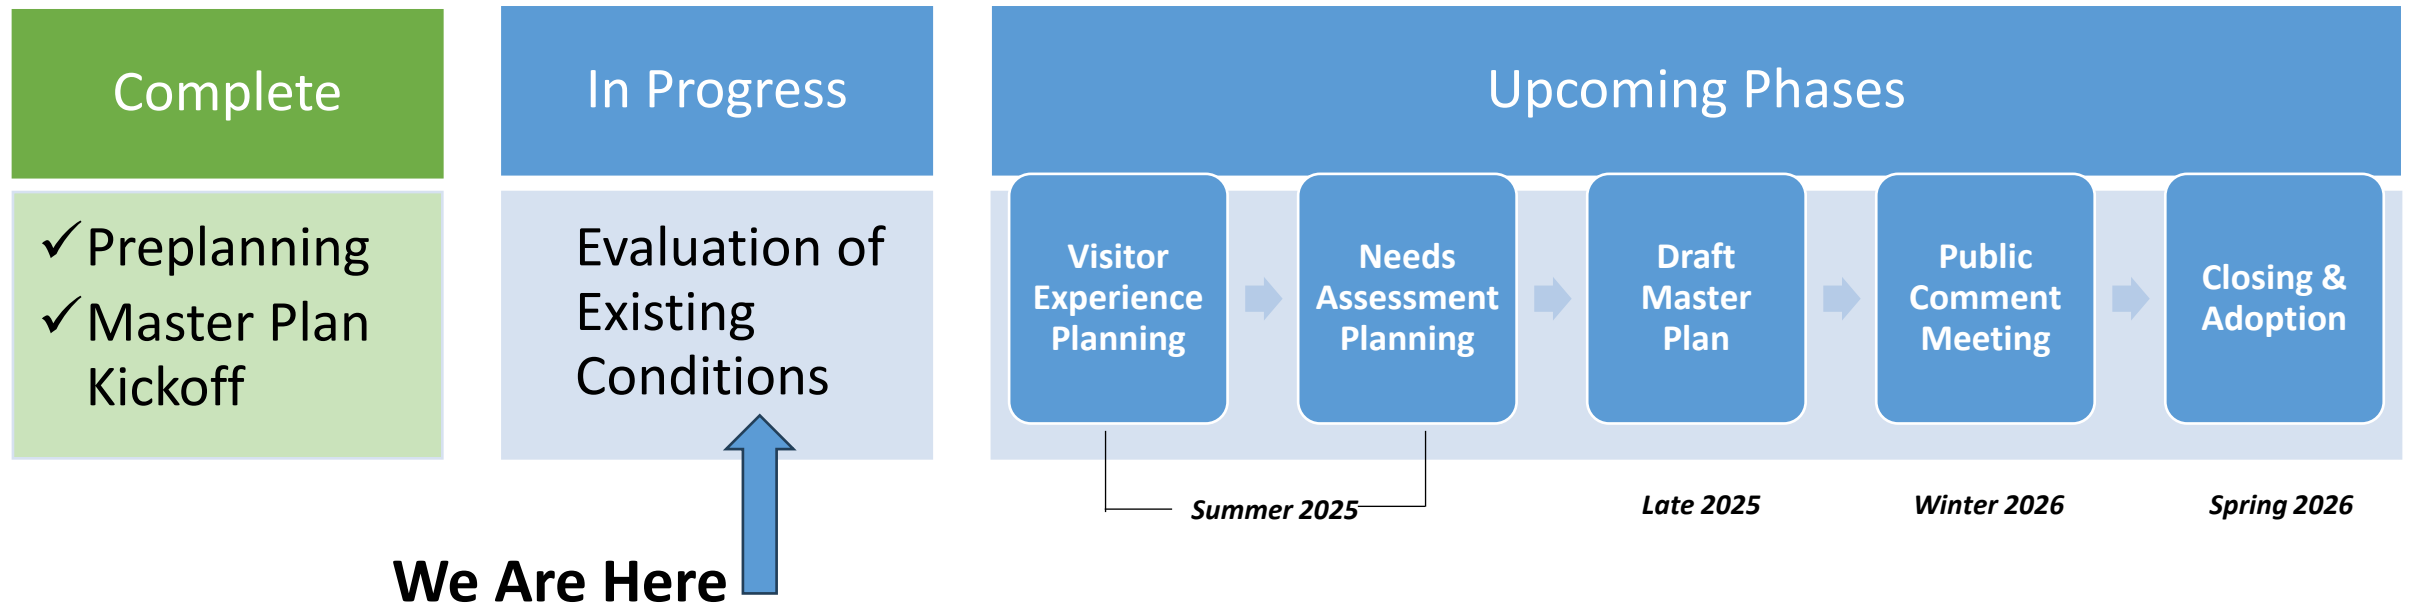 Complete
✓Preplanning
✓Master Plan
Kickoff
In Progress
Evaluation of
Existing
Conditions
We Are Here
Upcoming Phases
Visitor
Experience
Planning
Needs
Assessment
Planning
Draft
Master
Plan
Public
Comment
Meeting
Closing &
Adoption
Summer 2025
Late 2025
Winter 2026
Spring 2026